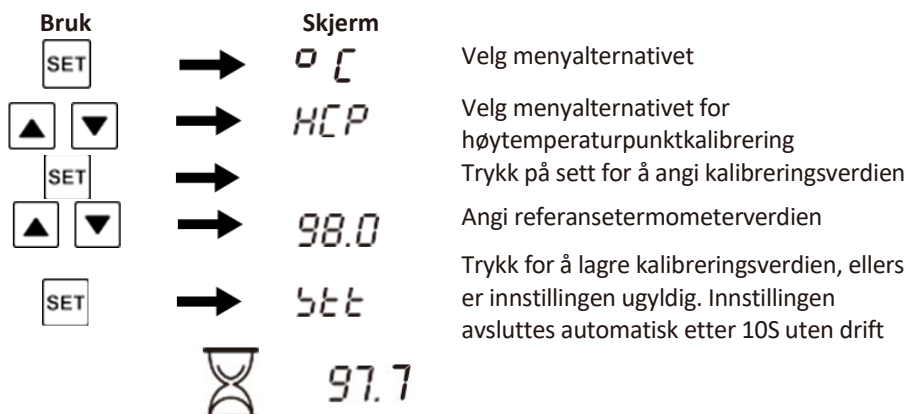 Bruk Skjerm
SET °C Velg menyalternativet
HCP Velg menyalternativet for
høytemperaturpunktkalibrering
SET Trykk på sett for å angi kalibreringsverdien
98.0 Angi referansetermometerverdien
Trykk for å lagre kalibreringsverdien, ellers
SET Stt er innstillingen ugyldig. Innstillingen
avsluttes automatisk etter 10S uten drift
97.7